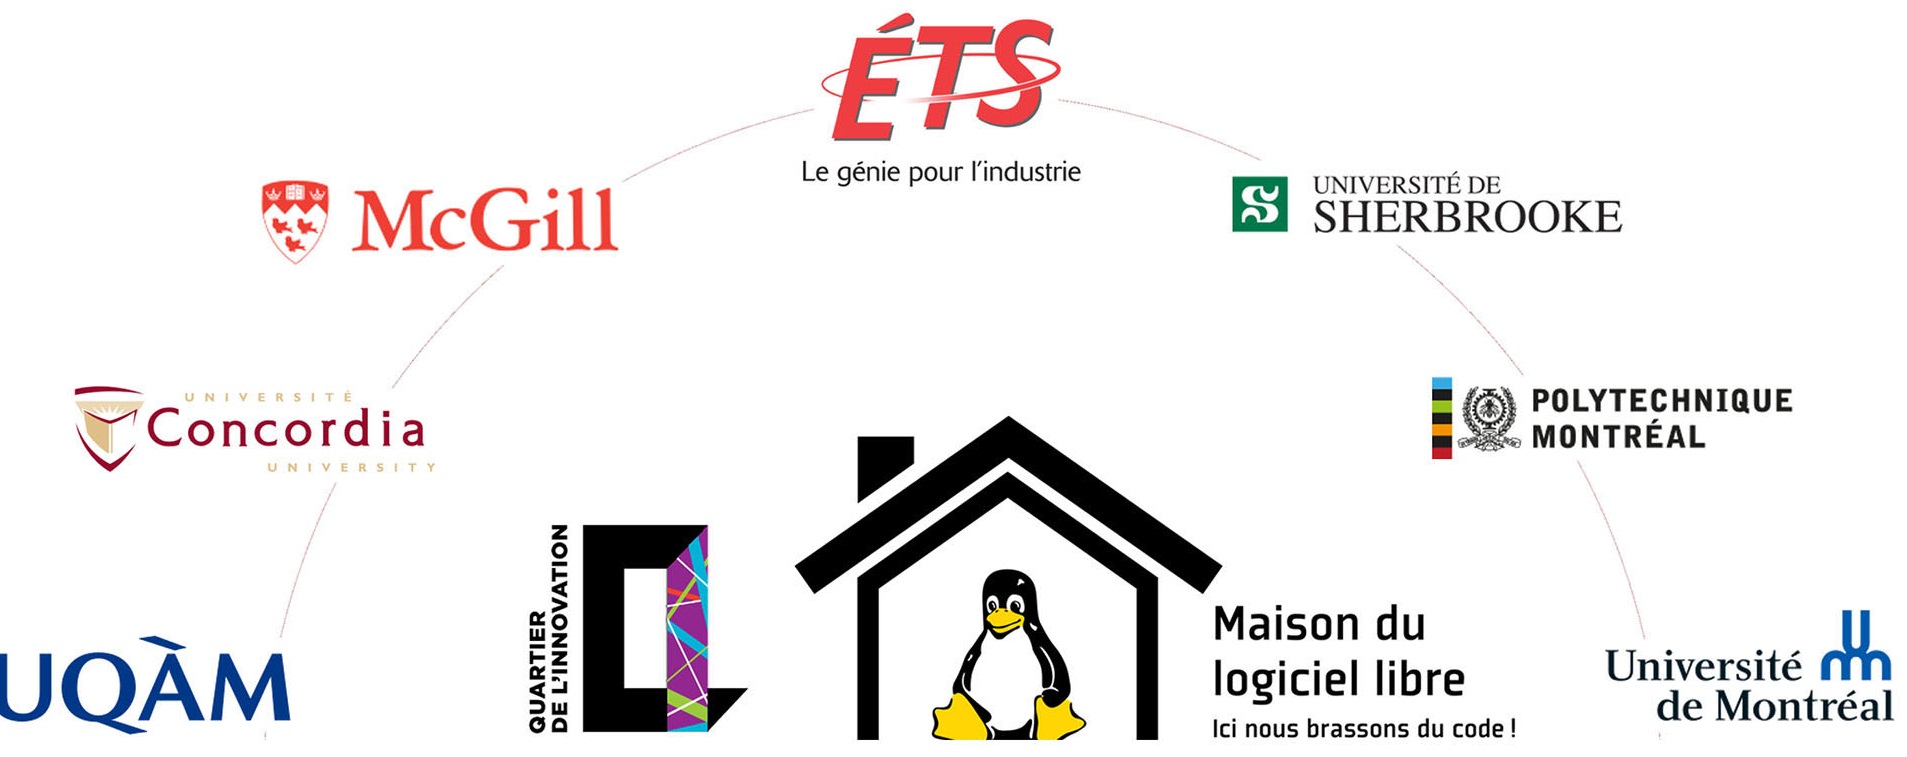 ÉTS
Le génie pour l'industrie
McGill
UNIVERSITÉ DE
SHERBROOKE
UNIVERSITÉ
Concordia
UNIVERSITY
POLYTECHNIQUE
MONTRÉAL
QUARTIER
DE L'INNOVATION
Maison du
logiciel libre
Ici nous brassons du code !
UQÀM
Université
de Montréal